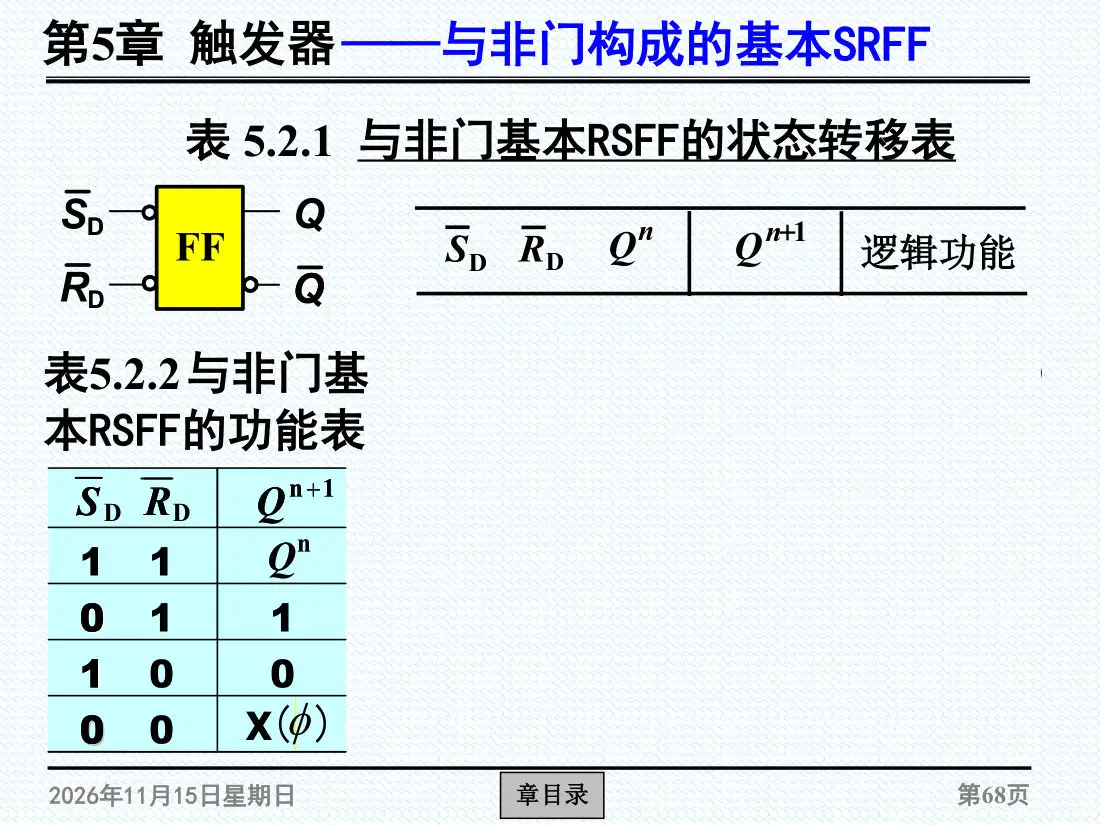 第5章 触发器——与非门构成的基本SRFF
表 5.2.1 与非门基本RSFF的状态转移表
S̅D FF Q
R̅D Q̅
S̅D R̅D Qⁿ Qⁿ⁺¹ 逻辑功能
表5.2.2与非门基
本RSFF的功能表
S̅D R̅D Qⁿ⁺¹
1 1 Qⁿ
0 1 1
1 0 0
0 0 X(ϕ)
2026年11月15日星期日 章目录 第68页